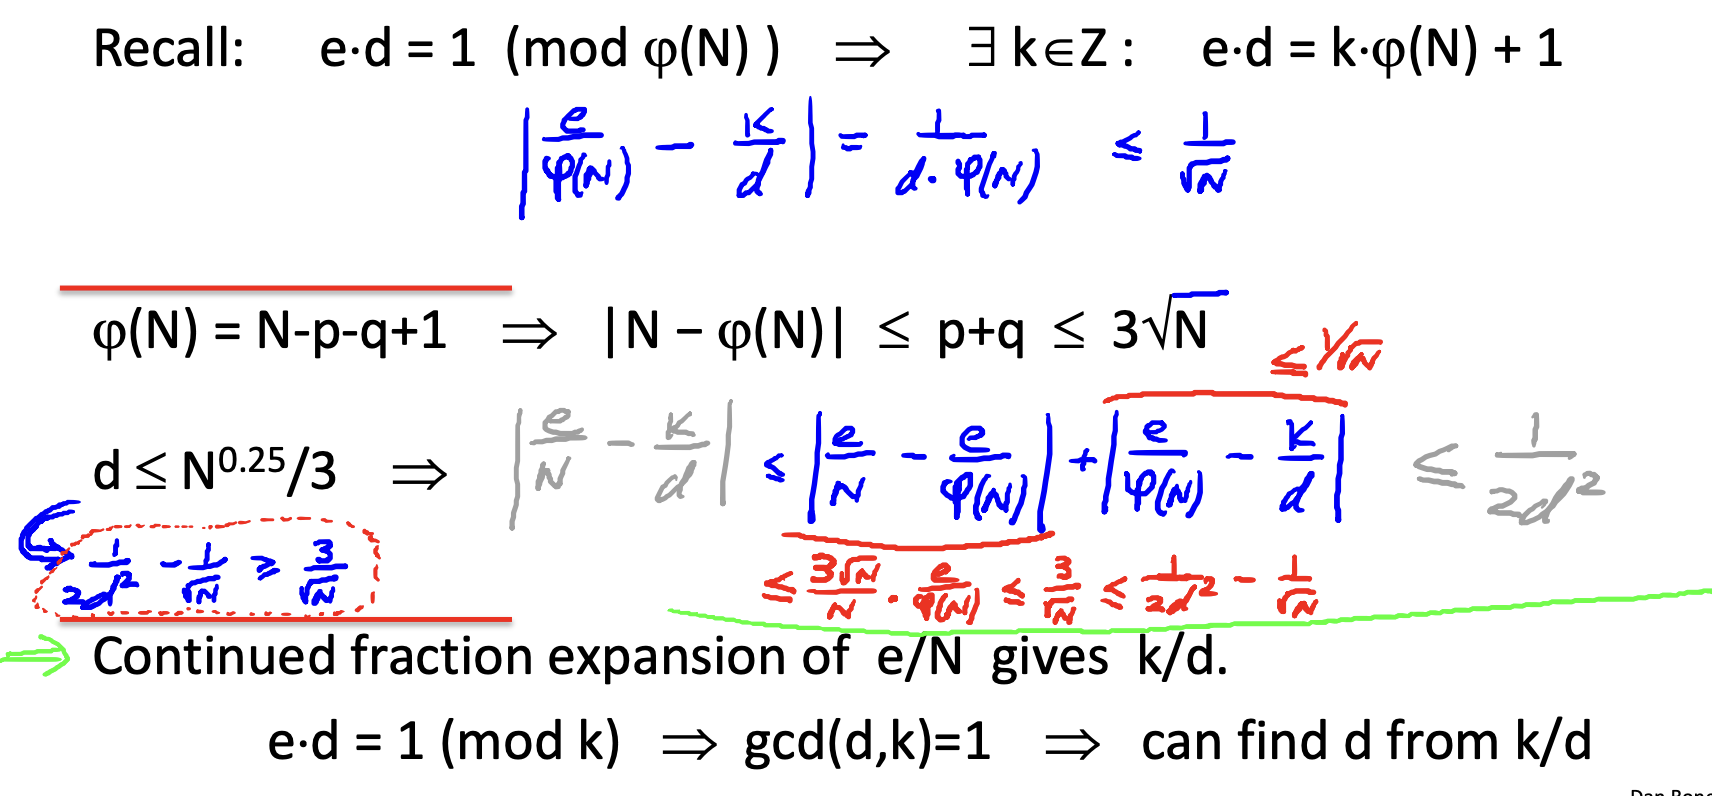 Recall: e·d = 1 (mod φ(N) ) ⇒ ∃ k∈Z : e·d = k·φ(N) + 1
| e/φ(N) − k/d | = 1/(d·φ(N)) ≤ 1/√N
φ(N) = N-p-q+1 ⇒ |N − φ(N)| ≤ p+q ≤ 3√N
≤ 1/√N
d ≤ N^0.25/3 ⇒ | e/N − k/d | ≤ | e/N − e/φ(N) | + | e/φ(N) − k/d | ≤ 1/(2d²)
1/(2d²) − 1/√N ≥ 3/√N
≤ 3√N/N · e/φ(N) ≤ 3/√N ≤ 1/(2d²) − 1/√N
⇒ Continued fraction expansion of e/N gives k/d.
e·d = 1 (mod k) ⇒ gcd(d,k)=1 ⇒ can find d from k/d